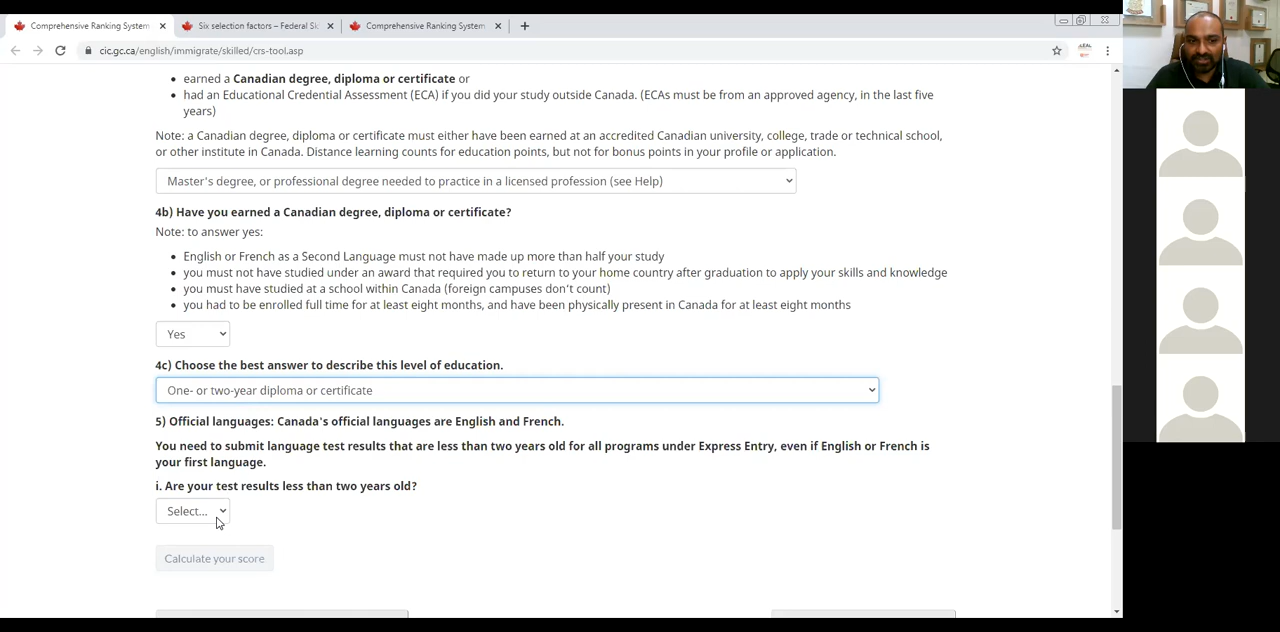 Comprehensive Ranking System
Six selection factors – Federal Sk
Comprehensive Ranking System
cic.gc.ca/english/immigrate/skilled/crs-tool.asp
earned a Canadian degree, diploma or certificate or
had an Educational Credential Assessment (ECA) if you did your study outside Canada. (ECAs must be from an approved agency, in the last five
years)
Note: a Canadian degree, diploma or certificate must either have been earned at an accredited Canadian university, college, trade or technical school,
or other institute in Canada. Distance learning counts for education points, but not for bonus points in your profile or application.
Master's degree, or professional degree needed to practice in a licensed profession (see Help)
4b) Have you earned a Canadian degree, diploma or certificate?
Note: to answer yes:
English or French as a Second Language must not have made up more than half your study
you must not have studied under an award that required you to return to your home country after graduation to apply your skills and knowledge
you must have studied at a school within Canada (foreign campuses don't count)
you had to be enrolled full time for at least eight months, and have been physically present in Canada for at least eight months
Yes
4c) Choose the best answer to describe this level of education.
One- or two-year diploma or certificate
5) Official languages: Canada's official languages are English and French.
You need to submit language test results that are less than two years old for all programs under Express Entry, even if English or French is
your first language.
i. Are your test results less than two years old?
Select...
Calculate your score